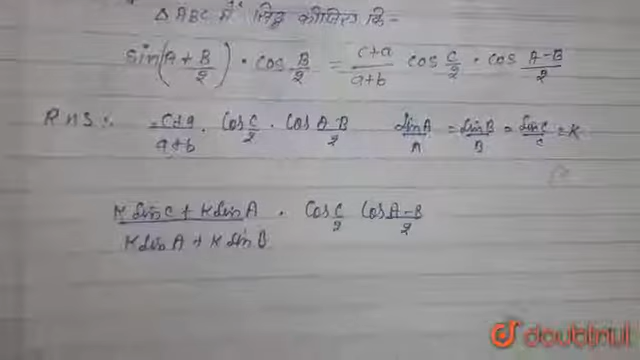 △ ABC में सिद्ध कीजिए कि-
sin(A + B/2) · cos B/2 = c+a/a+b cos C/2 · cos A-B/2
RHS :. = c+a/a+b . Cos C/2 . Cos A-B/2 sinA/A = sinB/B = sinC/C = K
K sin C + K sin A / K sin A + K sin B . Cos C/2 Cos A-B/2
doubtnut